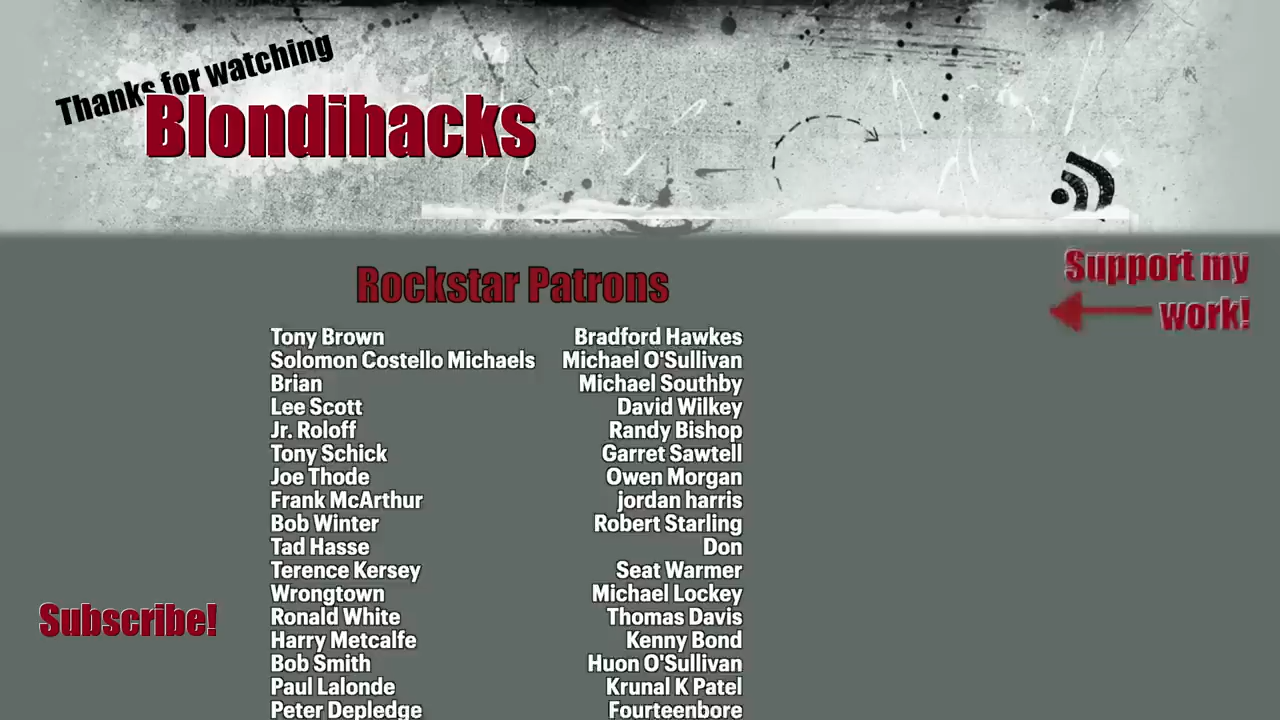 Thanks for watching
Blondihacks
Support my
work!
Rockstar Patrons
Tony Brown
Solomon Costello Michaels
Brian
Lee Scott
Jr. Roloff
Tony Schick
Joe Thode
Frank McArthur
Bob Winter
Tad Hasse
Terence Kersey
Wrongtown
Ronald White
Harry Metcalfe
Bob Smith
Paul Lalonde
Peter Depledge
Bradford Hawkes
Michael O'Sullivan
Michael Southby
David Wilkey
Randy Bishop
Garret Sawtell
Owen Morgan
jordan harris
Robert Starling
Don
Seat Warmer
Michael Lockey
Thomas Davis
Kenny Bond
Huon O'Sullivan
Krunal K Patel
Fourteenbore
Subscribe!